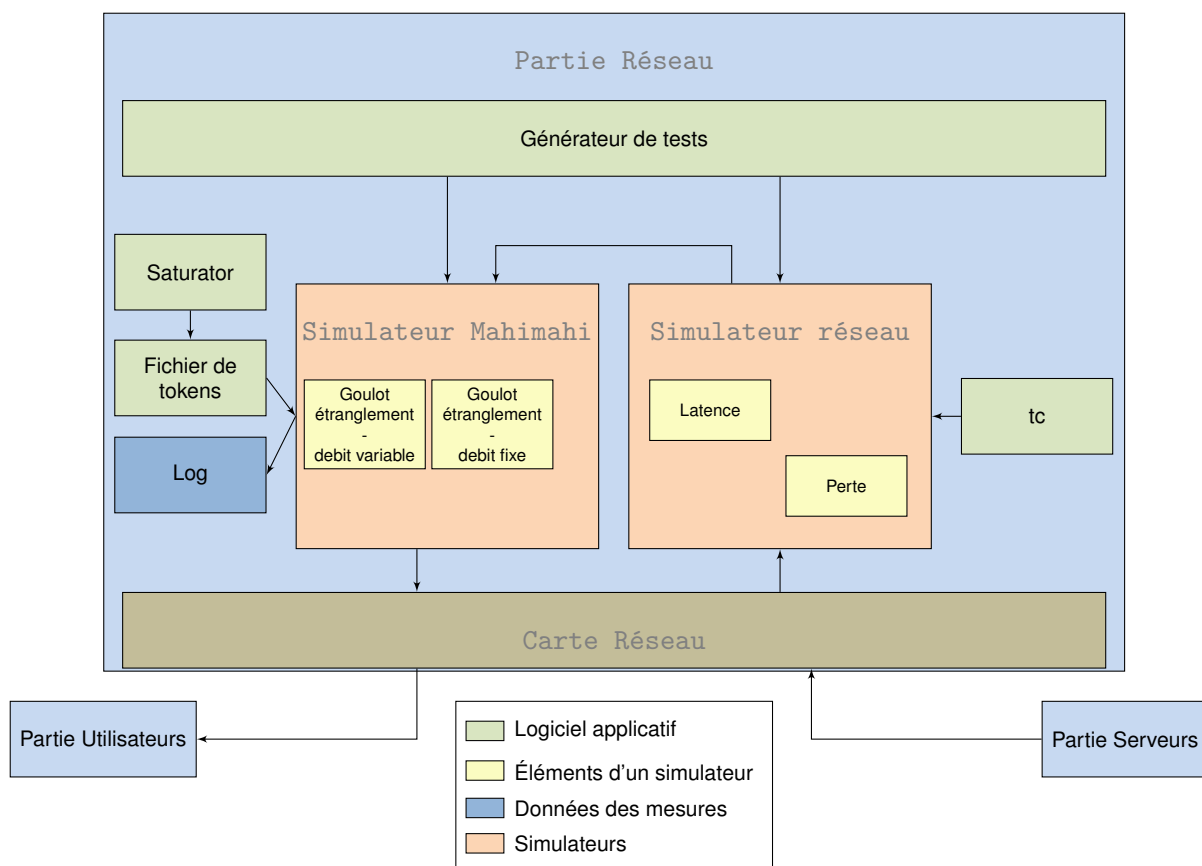 Partie Réseau
Générateur de tests
Saturator
Fichier de
tokens
Log
Simulateur Mahimahi
Goulot
étranglement
-
debit variable
Goulot
étranglement
-
debit fixe
Simulateur réseau
Latence
Perte
tc
Carte Réseau
Partie Utilisateurs
Partie Serveurs
Logiciel applicatif
Éléments d'un simulateur
Données des mesures
Simulateurs